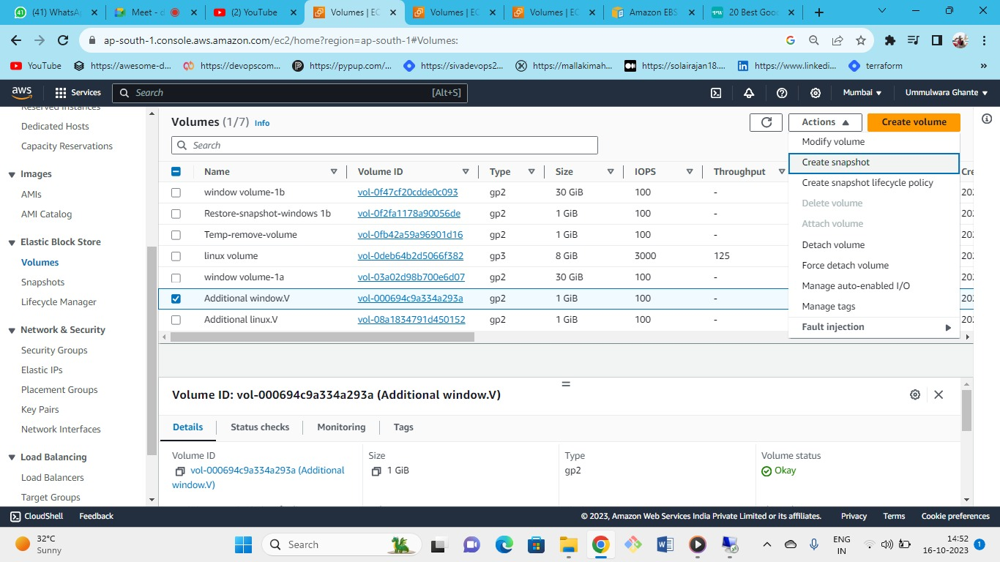 (41) WhatsA
Meet - d
(2) YouTube
Volumes | EC
Volumes | EC
Volumes | EC
Amazon EBS
20 Best Goo
ap-south-1.console.aws.amazon.com/ec2/home?region=ap-south-1#Volumes:
YouTube
https://awesome-d...
https://devopscom...
https://pypup.com/...
https://sivadevops2...
https://mallakimah...
https://solairajan18....
https://www.linkedi...
terraform
»
aws
Services
Search
[Alt+S]
Mumbai
Ummulwara Ghante
Reserved Instances
Dedicated Hosts
Capacity Reservations
Images
AMIs
AMI Catalog
Elastic Block Store
Volumes
Snapshots
Lifecycle Manager
Network & Security
Security Groups
Elastic IPs
Placement Groups
Key Pairs
Network Interfaces
Load Balancing
Load Balancers
Target Groups
Volumes (1/7) Info
Actions
Create volume
Search
Modify volume
Create snapshot
Create snapshot lifecycle policy
Delete volume
Attach volume
Detach volume
Force detach volume
Manage auto-enabled I/O
Manage tags
Fault injection
Name Volume ID Type Size IOPS Throughput Cre
window volume-1b vol-0f47cf20cdde0c093 gp2 30 GiB 100 - 202
Restore-snapshot-windows 1b vol-0f2fa1178a90056de gp2 1 GiB 100 - 202
Temp-remove-volume vol-0fb42a59a96901d16 gp2 1 GiB 100 - 202
linux volume vol-0deb64b2d5066f382 gp3 8 GiB 3000 125 202
window volume-1a vol-03a02d98b700e6d07 gp2 30 GiB 100 - 202
Additional window.V vol-000694c9a334a293a gp2 1 GiB 100 - 202
Additional linux.V vol-08a1834791d450152 gp2 1 GiB 100 - 202
Volume ID: vol-000694c9a334a293a (Additional window.V)
Details
Status checks
Monitoring
Tags
Volume ID
vol-000694c9a334a293a (Additional
window.V)
Size
1 GiB
Type
gp2
Volume status
Okay
CloudShell
Feedback
© 2023, Amazon Web Services India Private Limited or its affiliates.
Privacy
Terms
Cookie preferences
32°C
Sunny
Search
ENG
IN
14:52
16-10-2023
1